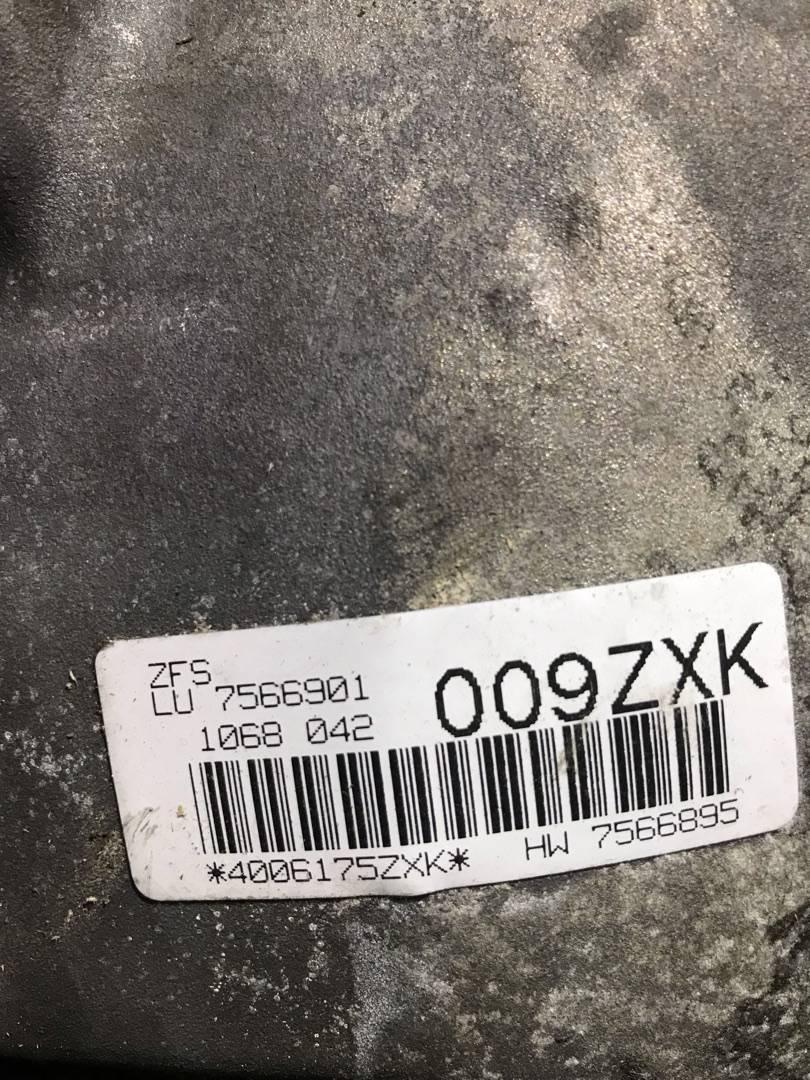 ZFS
LU 7566901
1068 042
009ZXK
*4006175ZXK*
HW 7566895